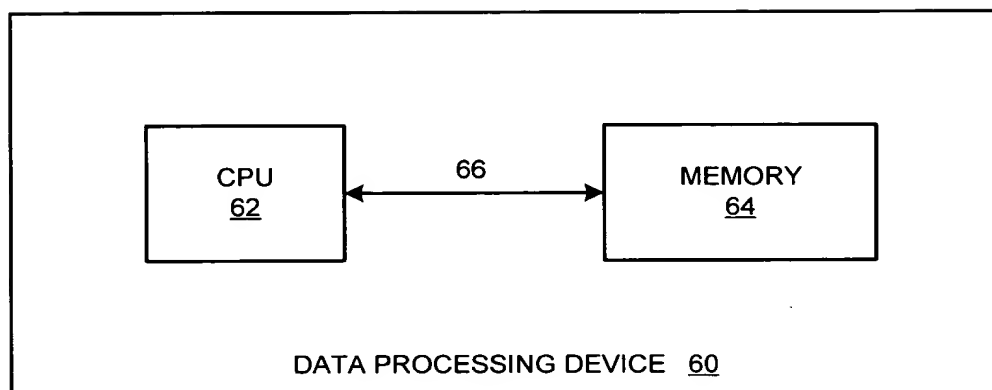 CPU
62
66
MEMORY
64
DATA PROCESSING DEVICE 60